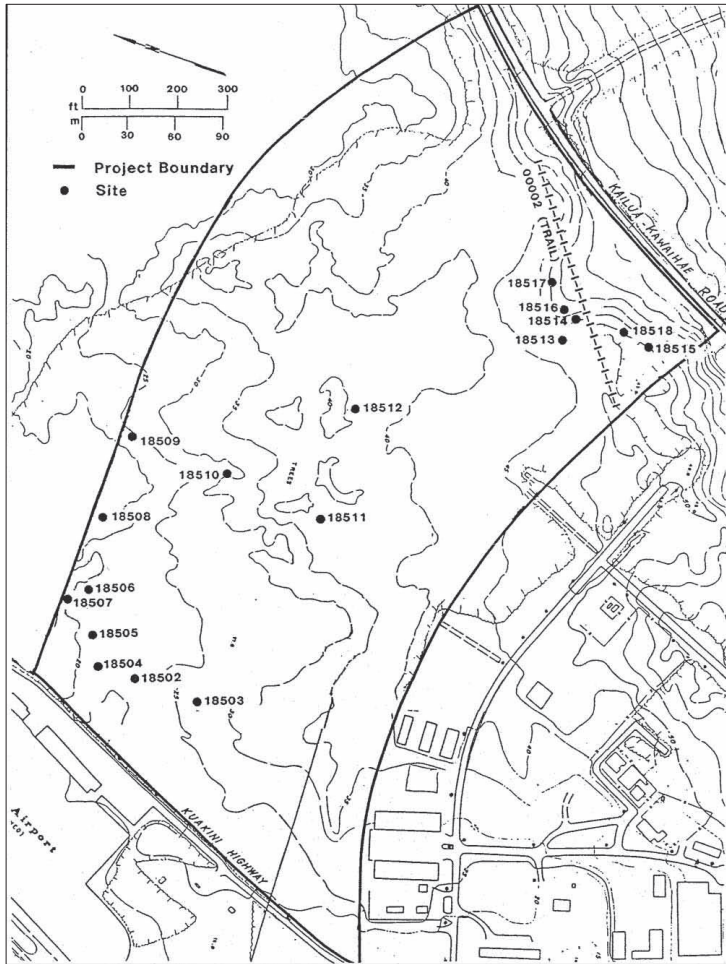 N
0 100 200 300
ft
m
0 30 60 90
Project Boundary
Site
00002 (TRAIL)
KAILUA-KAWAIHAE ROAD
18517
18516
18514
18513
18518
18515
18512
18509
18510
TREES
18511
18508
18506
18507
18505
18504
18502
18503
KUAKINI HIGHWAY
Airport